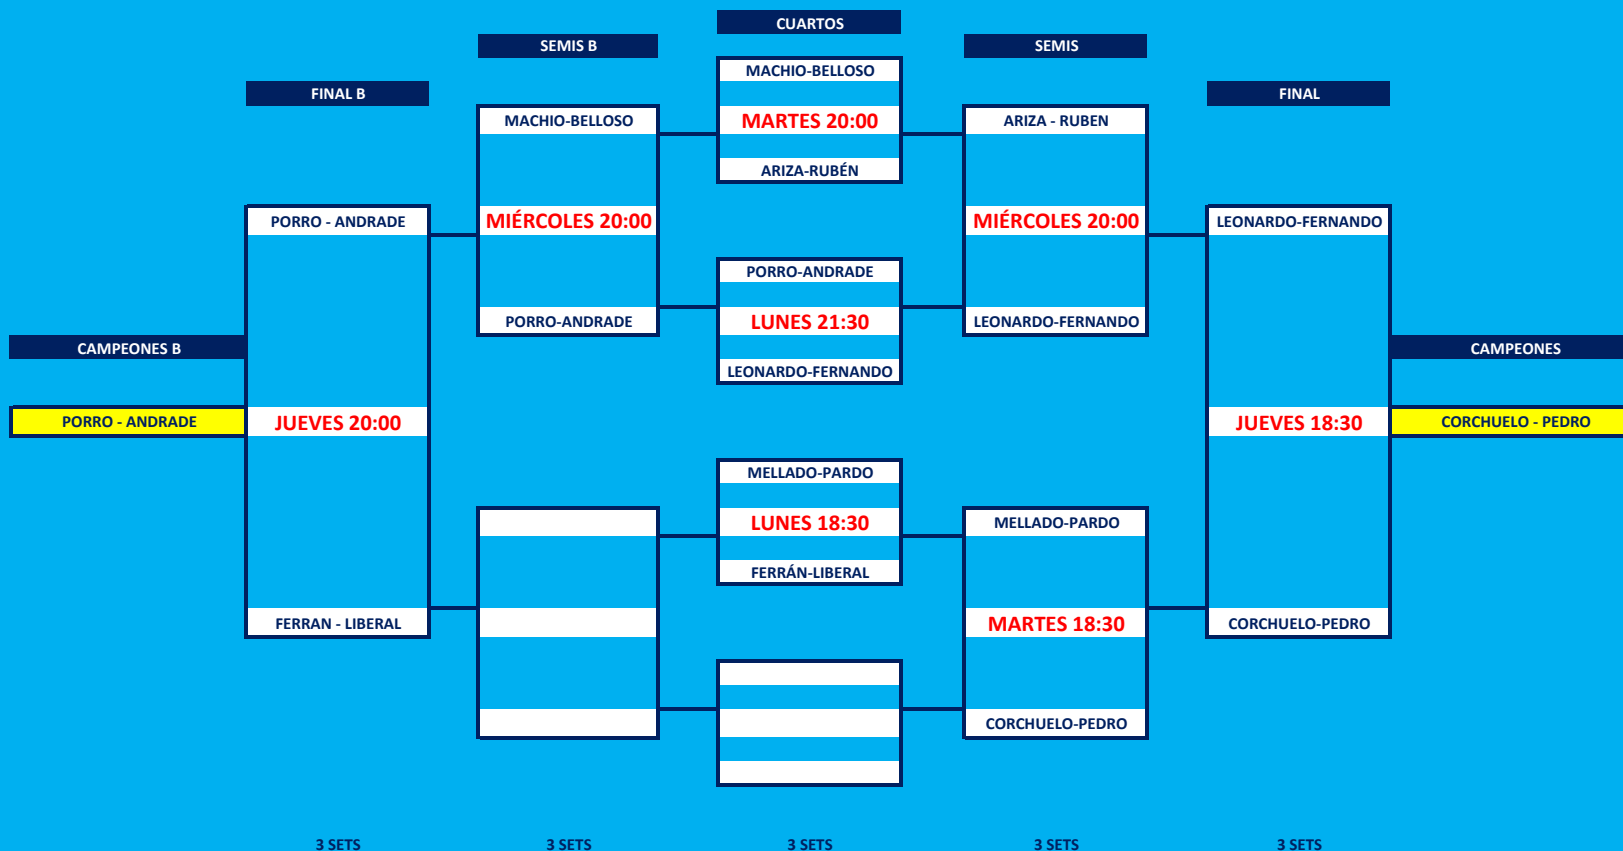 CUARTOS
SEMIS B
SEMIS
MACHIO-BELLOSO
FINAL B
FINAL
MACHIO-BELLOSO
MARTES 20:00
ARIZA - RUBEN
ARIZA-RUBÉN
PORRO - ANDRADE
MIÉRCOLES 20:00
MIÉRCOLES 20:00
LEONARDO-FERNANDO
PORRO-ANDRADE
PORRO-ANDRADE
LUNES 21:30
LEONARDO-FERNANDO
CAMPEONES B
CAMPEONES
LEONARDO-FERNANDO
PORRO - ANDRADE
JUEVES 20:00
JUEVES 18:30
CORCHUELO - PEDRO
MELLADO-PARDO
LUNES 18:30
MELLADO-PARDO
FERRÁN-LIBERAL
FERRAN - LIBERAL
MARTES 18:30
CORCHUELO-PEDRO
CORCHUELO-PEDRO
3 SETS
3 SETS
3 SETS
3 SETS
3 SETS